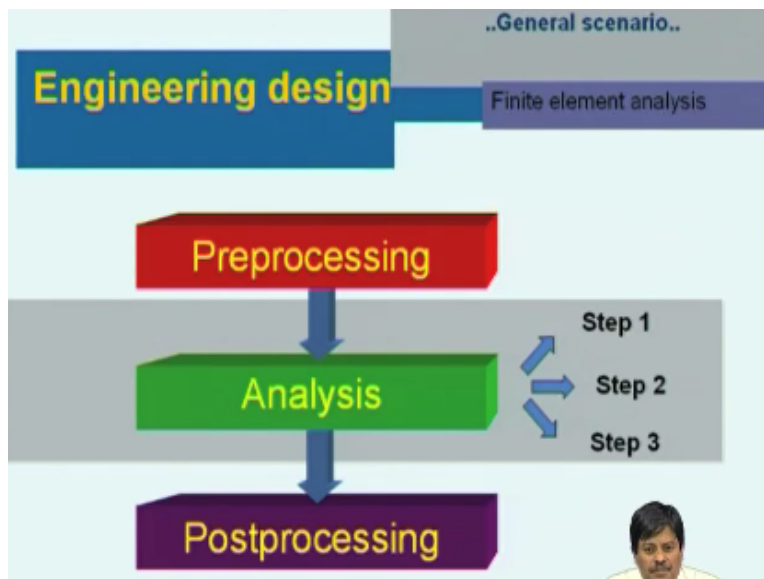 ..General scenario..
Engineering design
Finite element analysis
Preprocessing
Analysis
Step 1
Step 2
Step 3
Postprocessing